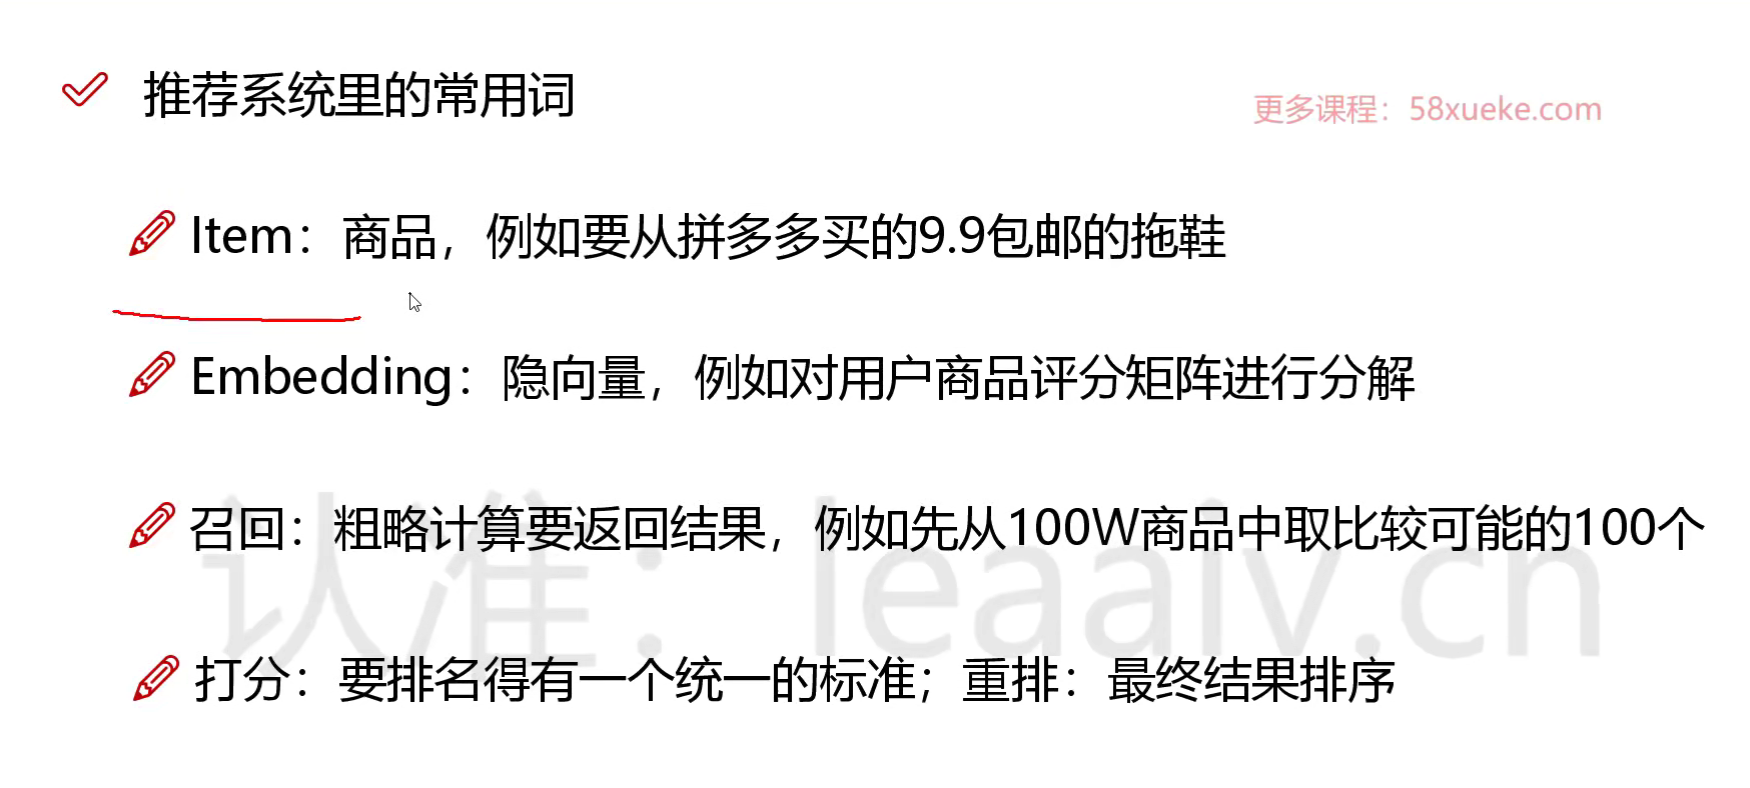 推荐系统里的常用词
更多课程：58xueke.com
Item：商品，例如要从拼多多买的9.9包邮的拖鞋
Embedding：隐向量，例如对用户商品评分矩阵进行分解
召回：粗略计算要返回结果，例如先从100W商品中取比较可能的100个
认准：leaaiv.cn
打分：要排名得有一个统一的标准；重排：最终结果排序